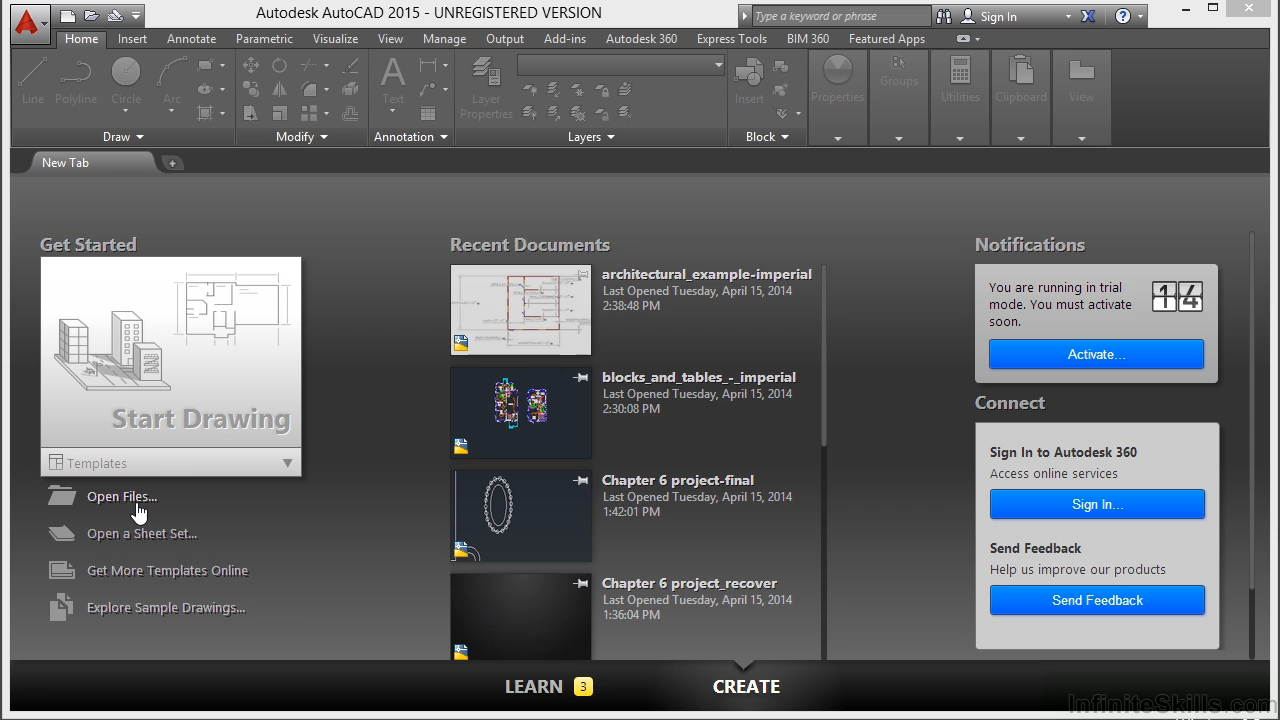 Autodesk AutoCAD 2015 - UNREGISTERED VERSION
Type a keyword or phrase
Sign In
Home Insert Annotate Parametric Visualize View Manage Output Add-ins Autodesk 360 Express Tools BIM 360 Featured Apps
Line
Polyline
Circle
Arc
Text
Layer
Properties
Insert
Properties
Groups
Utilities
Clipboard
View
Draw
Modify
Annotation
Layers
Block
New Tab
Get Started
Start Drawing
Templates
Open Files...
Open a Sheet Set...
Get More Templates Online
Explore Sample Drawings...
Recent Documents
architectural_example-imperial
Last Opened Tuesday, April 15, 2014
2:38:48 PM
blocks_and_tables_-_imperial
Last Opened Tuesday, April 15, 2014
2:30:08 PM
Chapter 6 project-final
Last Opened Tuesday, April 15, 2014
1:42:01 PM
Chapter 6 project_recover
Last Opened Tuesday, April 15, 2014
1:36:04 PM
Notifications
You are running in trial
mode. You must activate
soon.
14
Activate...
Connect
Sign In to Autodesk 360
Access online services
Sign In...
Send Feedback
Help us improve our products
Send Feedback
LEARN 3
CREATE
InfiniteSkills.com